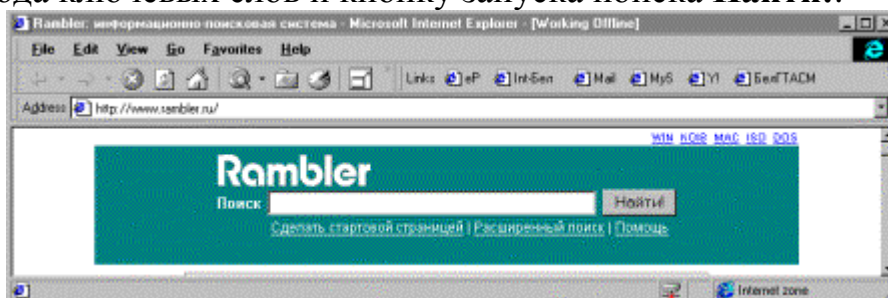 ода ключевых слов и кнопку запуска поиска Найти!.
Rambler: информационно-поисковая система - Microsoft Internet Explorer - [Working Offline]
File Edit View Go Favorites Help
Links eP Int-Бел Mail MyS Y! БелГТАСМ
Address http://www.rambler.ru/
WIN KOI8 MAC ISO DOS
Rambler
Поиск Найти!
Сделать стартовой страницей | Расширенный поиск | Помощь
Internet zone